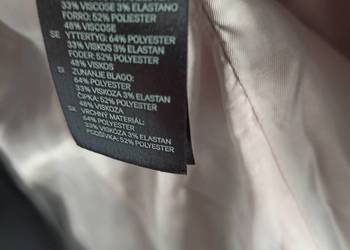 33% VISCOSE 3% ELASTANO
FORRO: 52% POLIESTER
48% VISCOSE
SE YTTERTYG: 64% POLYESTER
33% VISKOS 3% ELASTAN
FODER: 52% POLYESTER
48% VISKOS
SI ZUNANJE BLAGO:
64% POLYESTER
33% VISKOZA 3% ELASTAN
ČIPKA: 52% POLYESTER
48% VISKOZA
SK VRCHNÝ MATERIÁL:
64% POLYESTER
33% VISKÓZA 3% ELASTAN
PODŠÍVKA: 52% POLYESTER